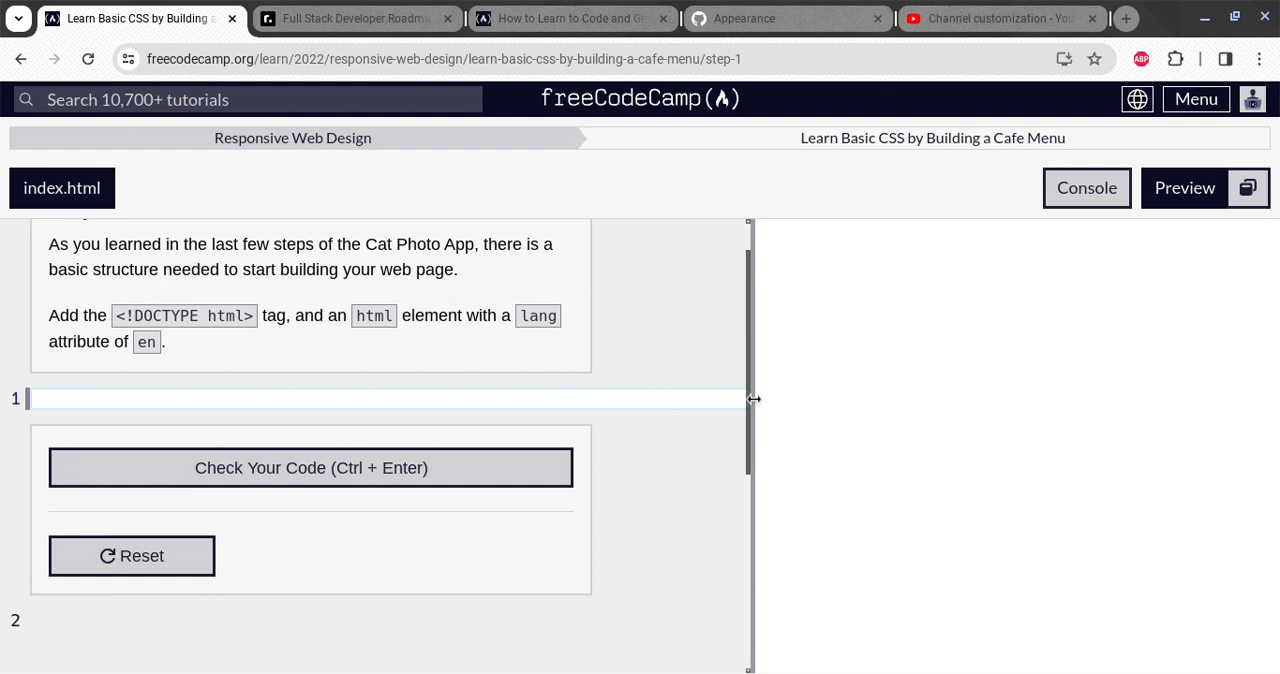 Learn Basic CSS by Building a
Full Stack Developer Roadma
How to Learn to Code and Ge
Appearance
Channel customization - You
freecodecamp.org/learn/2022/responsive-web-design/learn-basic-css-by-building-a-cafe-menu/step-1
ABP
Search 10,700+ tutorials
freeCodeCamp
Menu
Responsive Web Design
Learn Basic CSS by Building a Cafe Menu
index.html
Console
Preview
As you learned in the last few steps of the Cat Photo App, there is a
basic structure needed to start building your web page.
Add the <!DOCTYPE html> tag, and an html element with a lang
attribute of en.
1
Check Your Code (Ctrl + Enter)
Reset
2